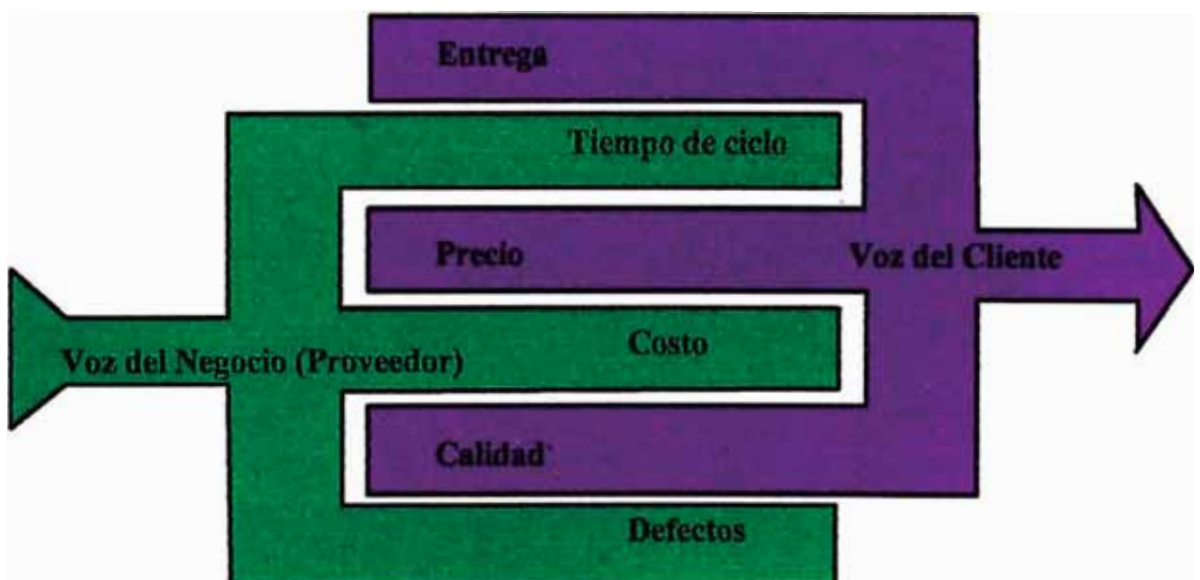 Entrega
Tiempo de ciclo
Precio
Voz del Cliente
Costo
Voz del Negocio (Proveedor)
Calidad
Defectos